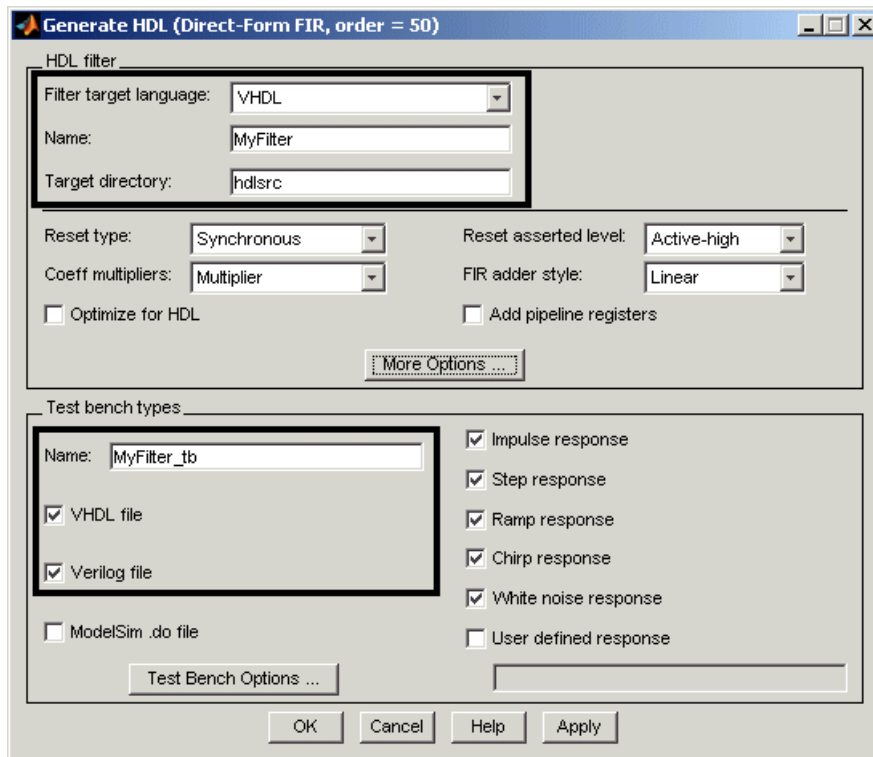 Generate HDL (Direct-Form FIR, order = 50)
HDL filter
Filter target language: VHDL
Name: MyFilter
Target directory: hdlsrc
Reset type: Synchronous Reset asserted level: Active-high
Coeff multipliers: Multiplier FIR adder style: Linear
Optimize for HDL Add pipeline registers
More Options ...
Test bench types
Name: MyFilter_tb Impulse response
Step response
VHDL file Ramp response
Chirp response
Verilog file White noise response
ModelSim .do file User defined response
Test Bench Options ...
OK Cancel Help Apply